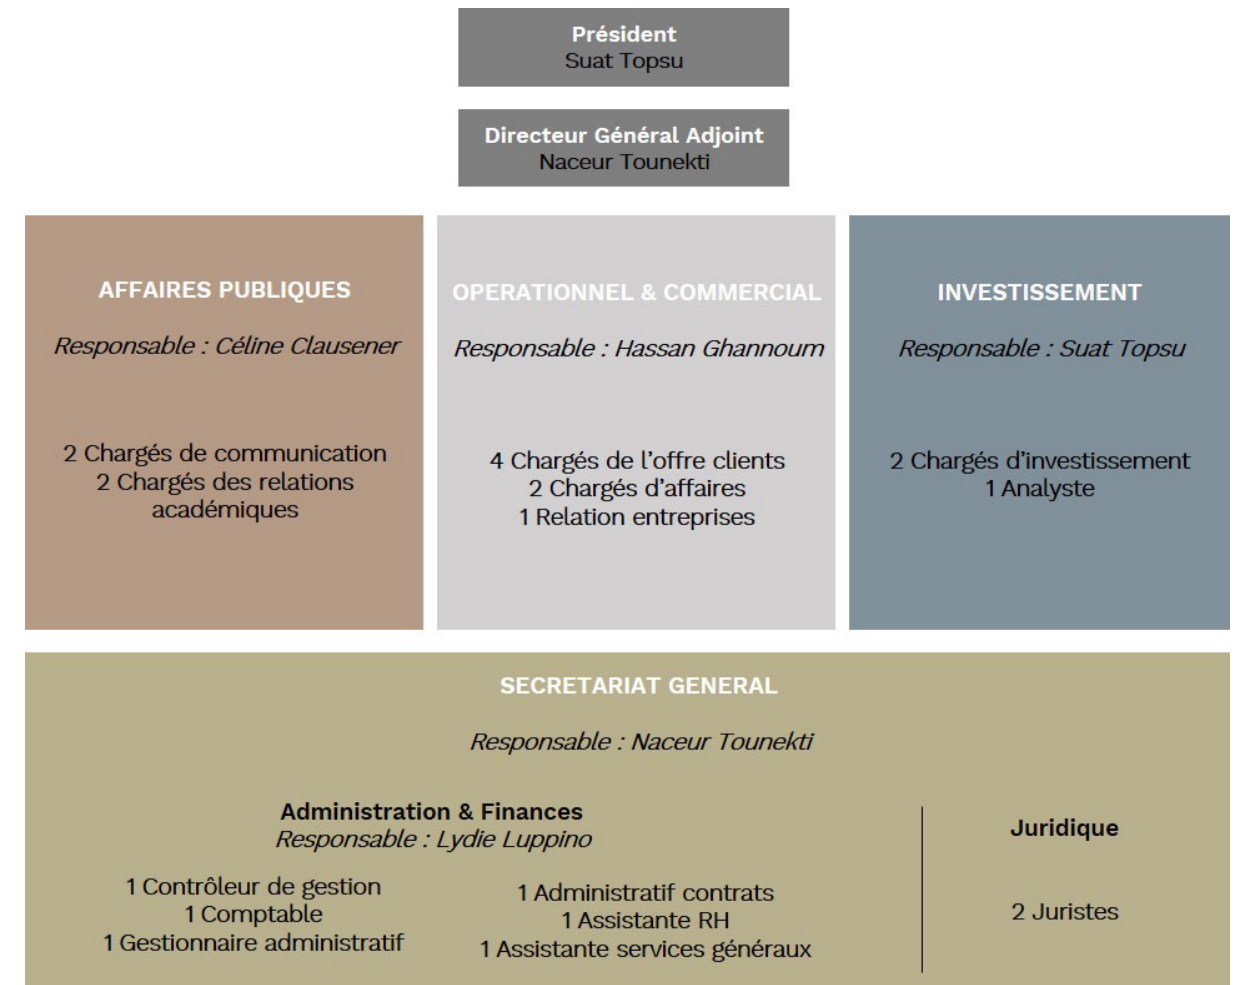 Président
Suat Topsu
Directeur Général Adjoint
Naceur Tounekti
AFFAIRES PUBLIQUES
Responsable : Céline Clausener
2 Chargés de communication
2 Chargés des relations
académiques
OPERATIONNEL & COMMERCIAL
Responsable : Hassan Ghannoum
4 Chargés de l'offre clients
2 Chargés d'affaires
1 Relation entreprises
INVESTISSEMENT
Responsable : Suat Topsu
2 Chargés d'investissement
1 Analyste
SECRETARIAT GENERAL
Responsable : Naceur Tounekti
Administration & Finances
Responsable : Lydie Luppino
1 Contrôleur de gestion
1 Comptable
1 Gestionnaire administratif
1 Administratif contrats
1 Assistante RH
1 Assistante services généraux
Juridique
2 Juristes